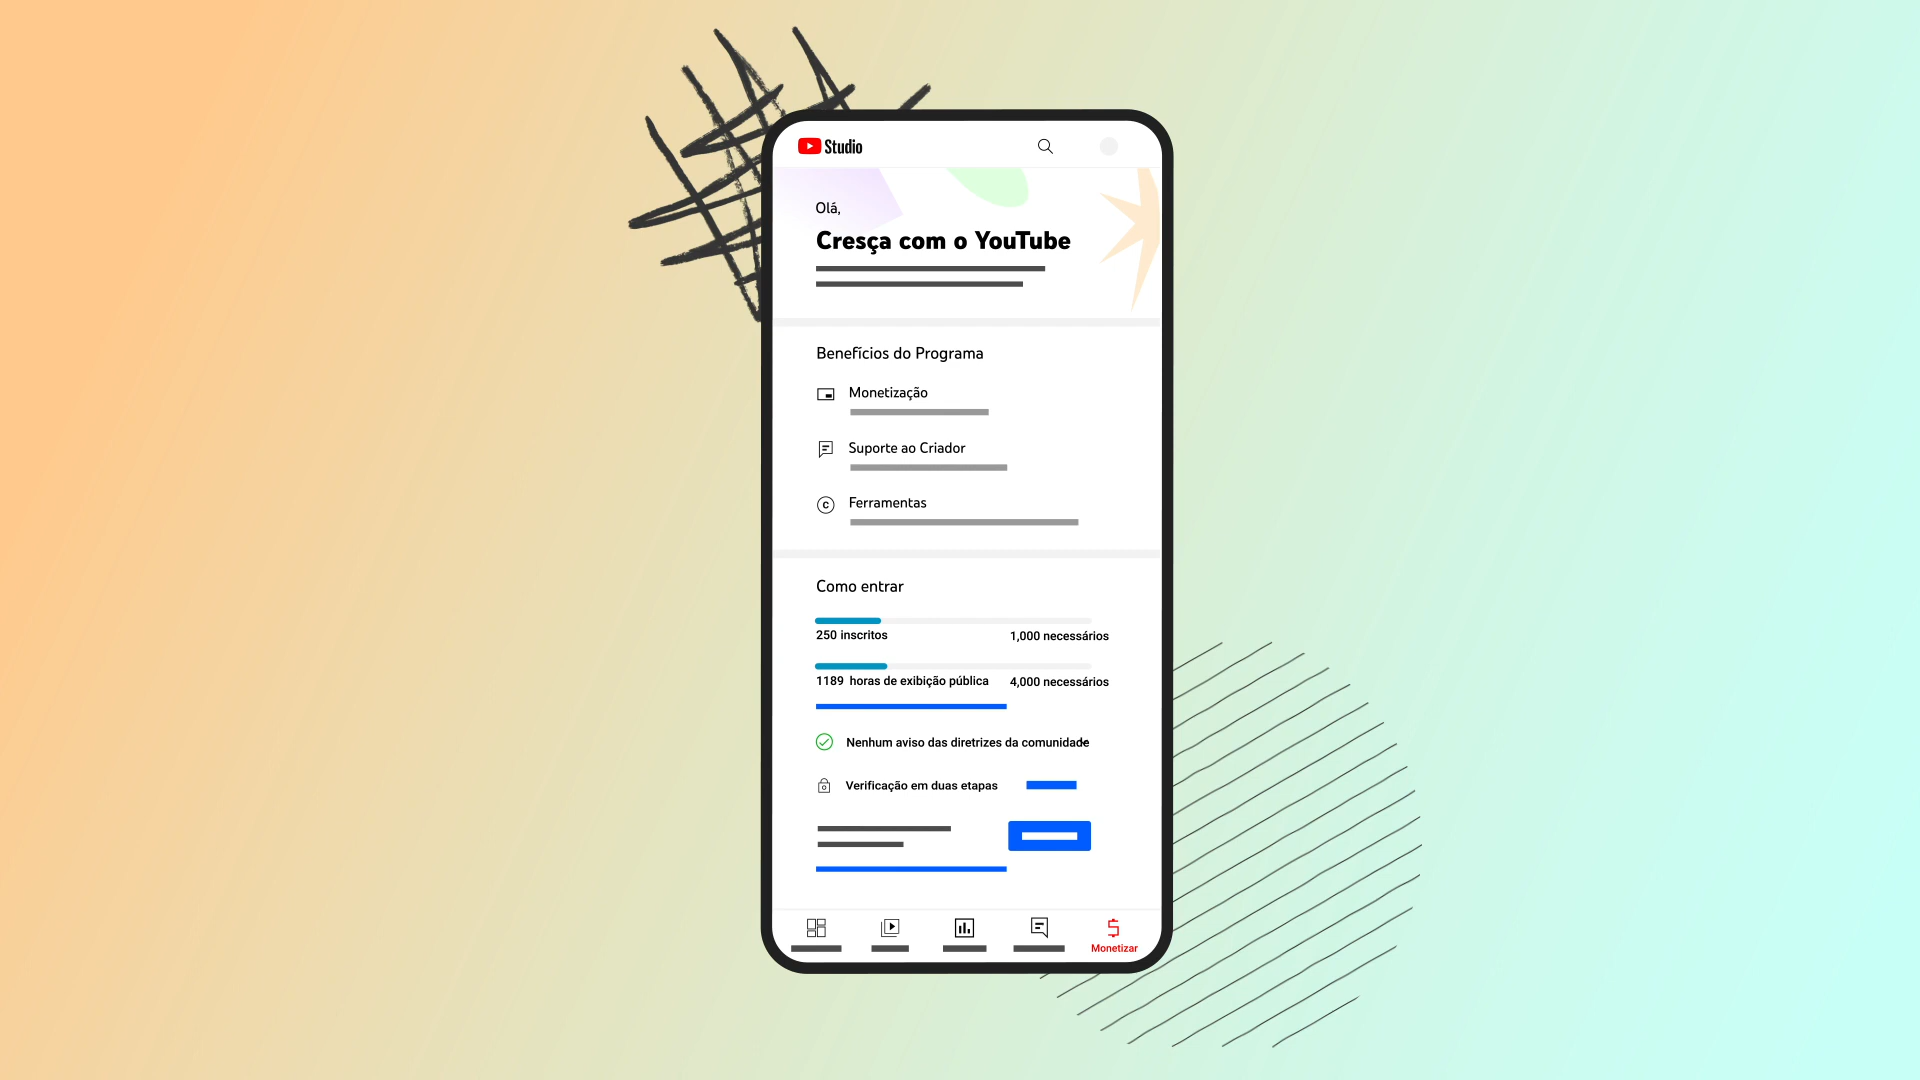 Studio
Olá,
Cresça com o YouTube
Benefícios do Programa
Monetização
Suporte ao Criador
Ferramentas
Como entrar
250 inscritos 1,000 necessários
1189 horas de exibição pública 4,000 necessários
Nenhum aviso das diretrizes da comunidade
Verificação em duas etapas
Monetizar